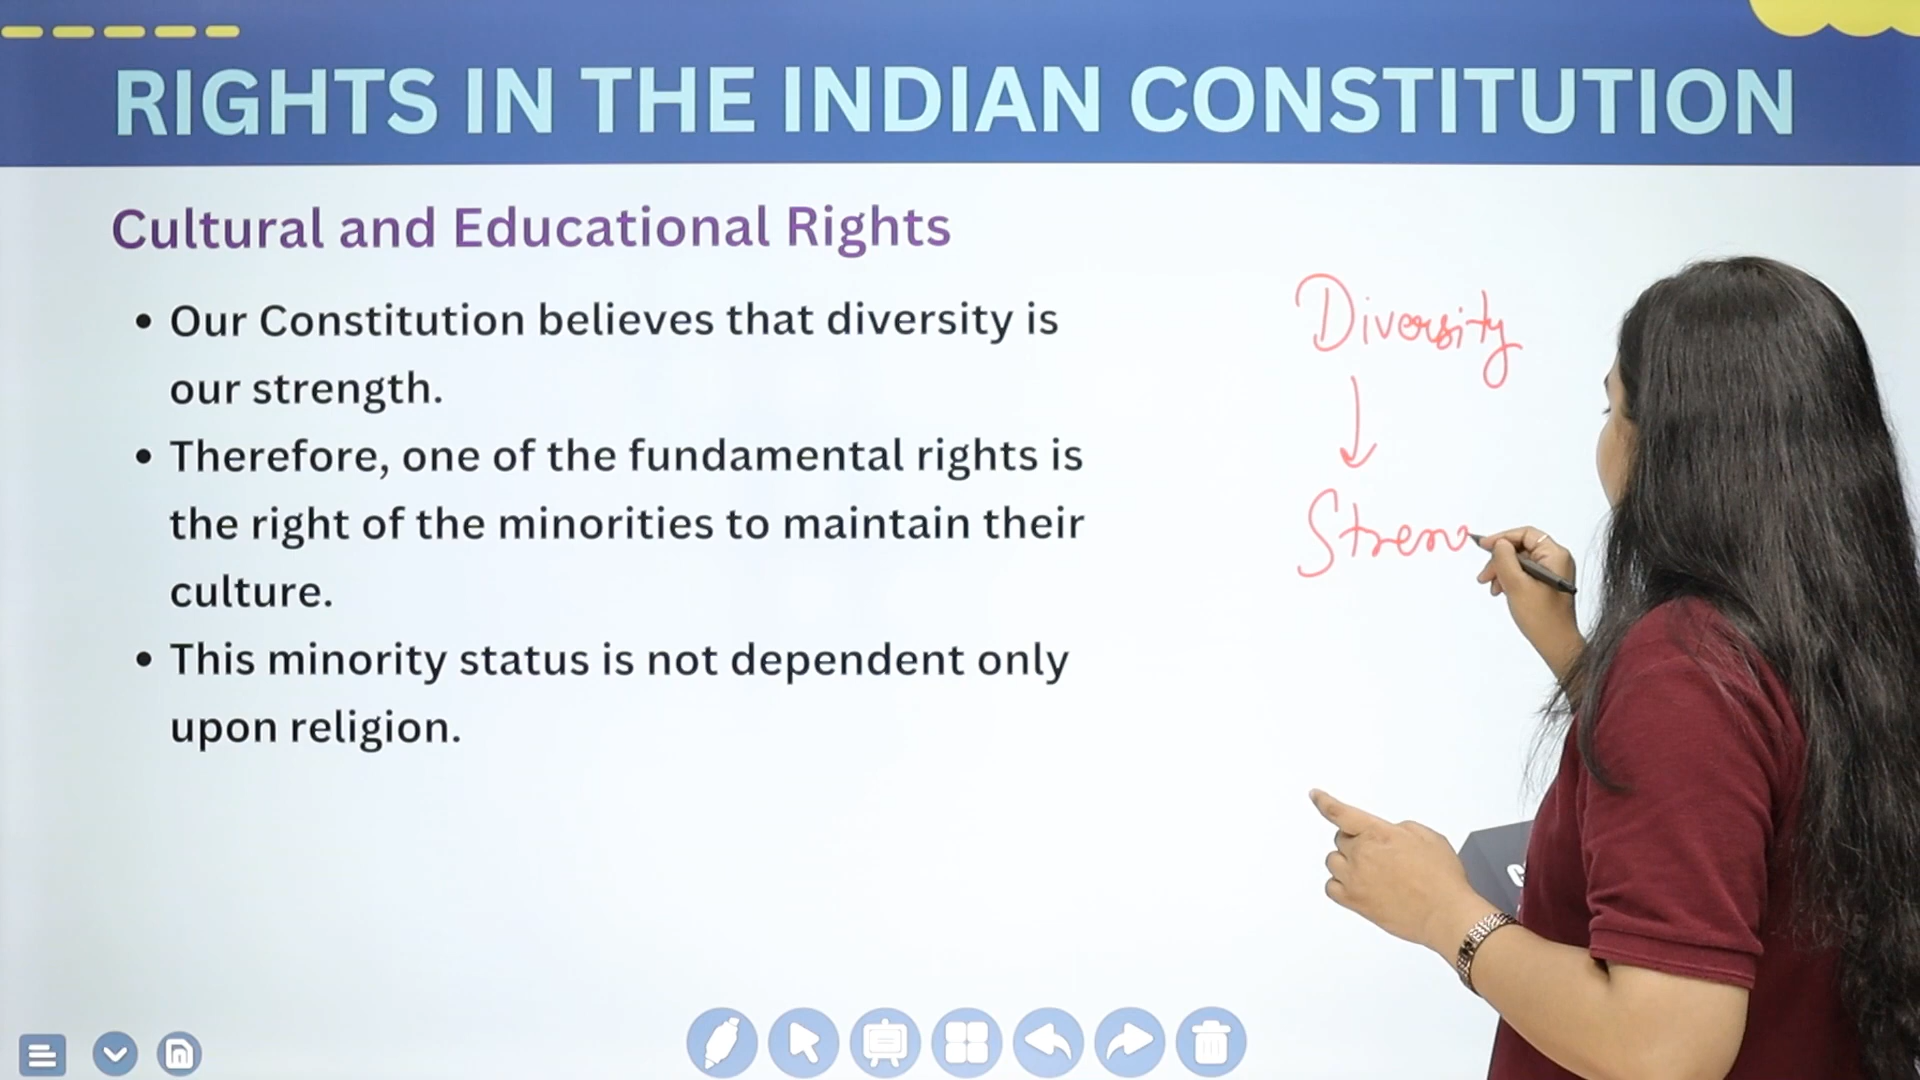 RIGHTS IN THE INDIAN CONSTITUTION
Cultural and Educational Rights
• Our Constitution believes that diversity is
our strength.
• Therefore, one of the fundamental rights is
the right of the minorities to maintain their
culture.
• This minority status is not dependent only
upon religion.
Diversity
↓
Stren